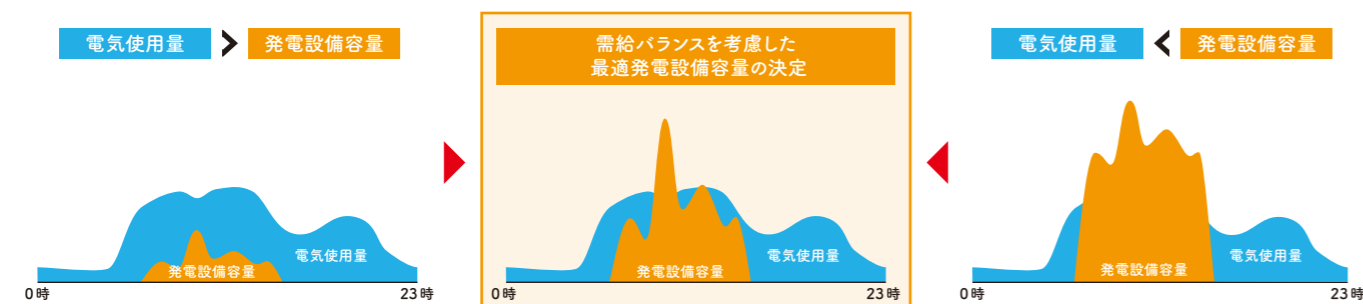 電気使用量 > 発電設備容量
電気使用量
発電設備容量
0時
23時
需給バランスを考慮した
最適発電設備容量の決定
電気使用量
発電設備容量
0時
23時
電気使用量 < 発電設備容量
電気使用量
発電設備容量
0時
23時